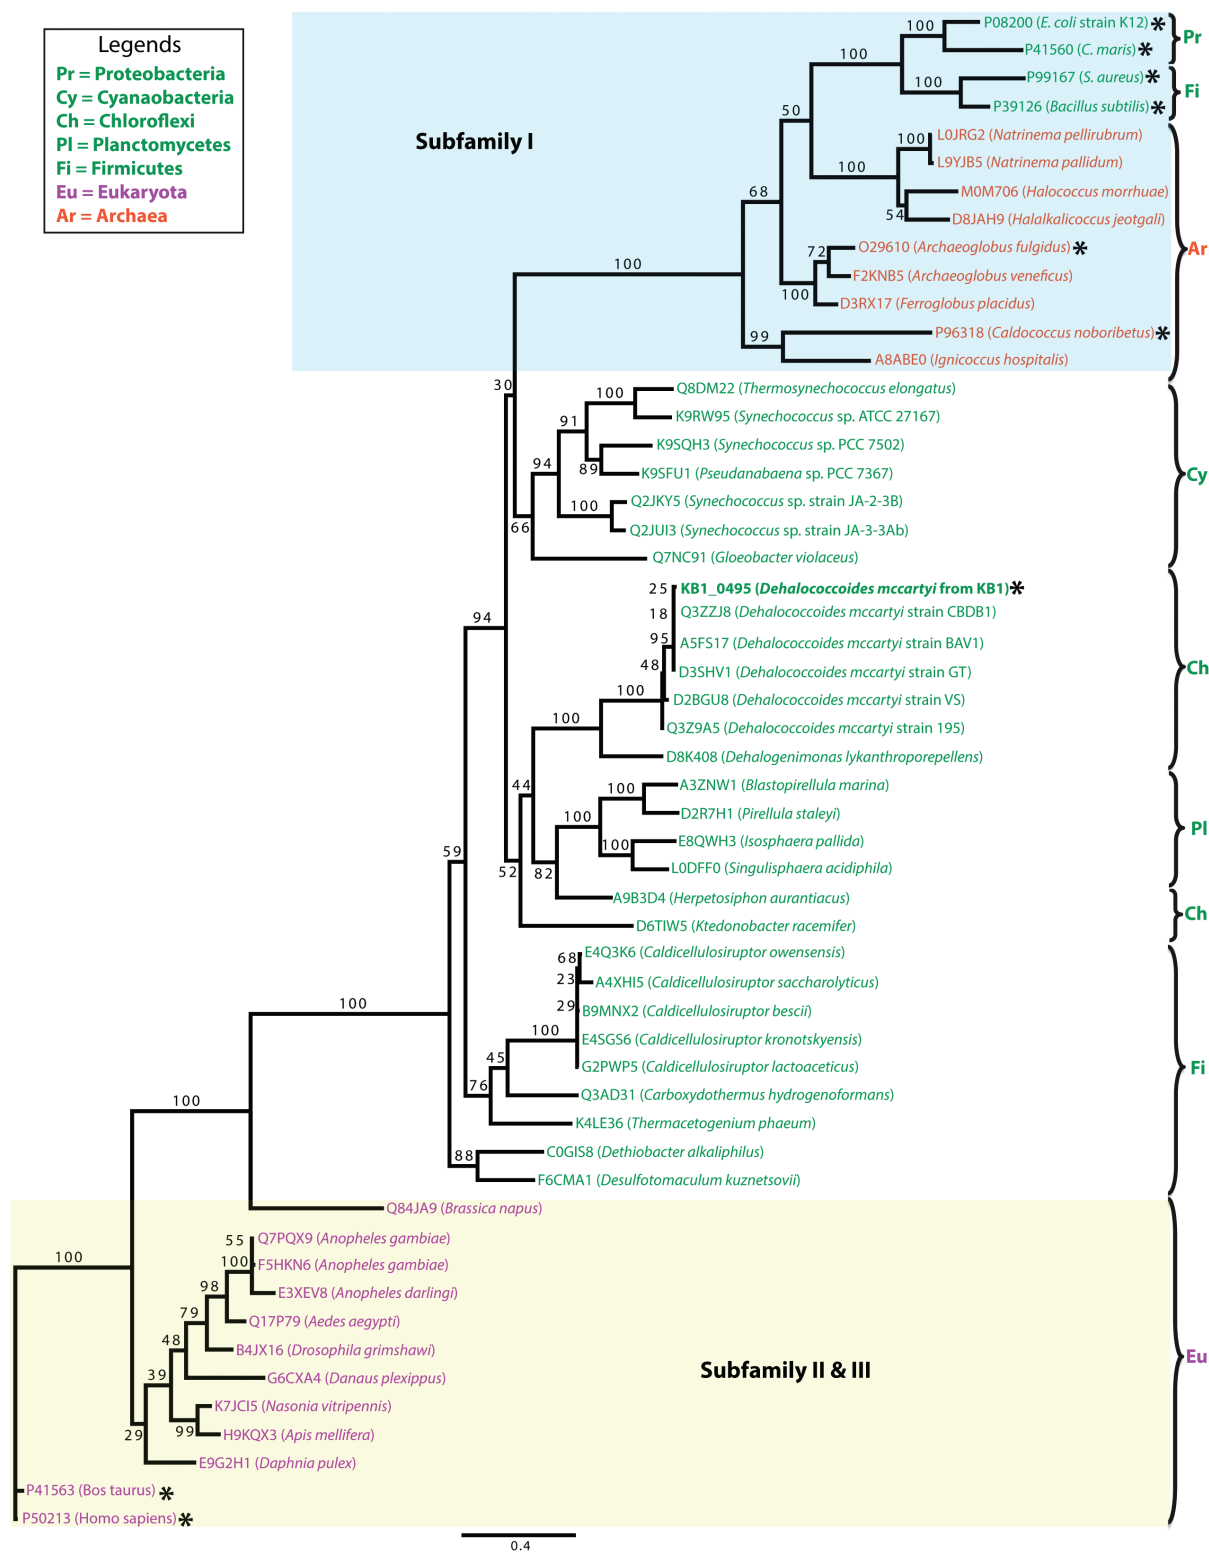 Legends
Pr = Proteobacteria
Cy = Cyanaobacteria
Ch = Chloroflexi
Pl = Planctomycetes
Fi = Firmicutes
Eu = Eukaryota
Ar = Archaea
Subfamily I
100 P08200 (E. coli strain K12)* Pr
P41560 (C. maris)*
100
P99167 (S. aureus)*
100 Fi
P39126 (Bacillus subtilis)*
50
L0JRG2 (Natrinema pellirubrum)
100
L9YJB5 (Natrinema pallidum)
100
M0M706 (Halococcus morrhuae)
68
54 D8JAH9 (Halalkalicoccus jeotgali)
72 O29610 (Archaeoglobus fulgidus)* Ar
100 F2KNB5 (Archaeoglobus veneficus)
100 D3RX17 (Ferroglobus placidus)
99 P96318 (Caldococcus noboribetus)*
A8ABE0 (Ignicoccus hospitalis)
30 Q8DM22 (Thermosynechococcus elongatus)
100
K9RW95 (Synechococcus sp. ATCC 27167)
91
K9SQH3 (Synechococcus sp. PCC 7502)
94 89 K9SFU1 (Pseudanabaena sp. PCC 7367) Cy
100 Q2JKY5 (Synechococcus sp. strain JA-2-3B)
66 Q2JUI3 (Synechococcus sp. strain JA-3-3Ab)
Q7NC91 (Gloeobacter violaceus)
25 KB1_0495 (Dehalococcoides mccartyi from KB1)*
18 Q3ZZJ8 (Dehalococcoides mccartyi strain CBDB1)
94 95 A5FS17 (Dehalococcoides mccartyi strain BAV1)
48 D3SHV1 (Dehalococcoides mccartyi strain GT) Ch
100 D2BGU8 (Dehalococcoides mccartyi strain VS)
100 Q3Z9A5 (Dehalococcoides mccartyi strain 195)
D8K408 (Dehalogenimonas lykanthroporepellens)
44 100 A3ZNW1 (Blastopirellula marina)
100 D2R7H1 (Pirellula staleyi)
Pl
59 100 E8QWH3 (Isosphaera pallida)
52 82 L0DFF0 (Singulisphaera acidiphila)
A9B3D4 (Herpetosiphon aurantiacus)
Ch
D6TIW5 (Ktedonobacter racemifer)
68 E4Q3K6 (Caldicellulosiruptor owensensis)
23 A4XHI5 (Caldicellulosiruptor saccharolyticus)
100 29 B9MNX2 (Caldicellulosiruptor bescii)
100 E4SGS6 (Caldicellulosiruptor kronotskyensis)
45 G2PWP5 (Caldicellulosiruptor lactoaceticus) Fi
76 Q3AD31 (Carboxydothermus hydrogenoformans)
100 K4LE36 (Thermacetogenium phaeum)
88 C0GIS8 (Dethiobacter alkaliphilus)
F6CMA1 (Desulfotomaculum kuznetsovii)
Q84JA9 (Brassica napus)
55 Q7PQX9 (Anopheles gambiae)
100 100 F5HKN6 (Anopheles gambiae)
98 E3XEV8 (Anopheles darlingi)
79 Q17P79 (Aedes aegypti)
48 B4JX16 (Drosophila grimshawi)
39 G6CXA4 (Danaus plexippus)
Subfamily II & III
Eu
K7JCI5 (Nasonia vitripennis)
29 99 H9KQX3 (Apis mellifera)
E9G2H1 (Daphnia pulex)
P41563 (Bos taurus) *
P50213 (Homo sapiens)*
0.4